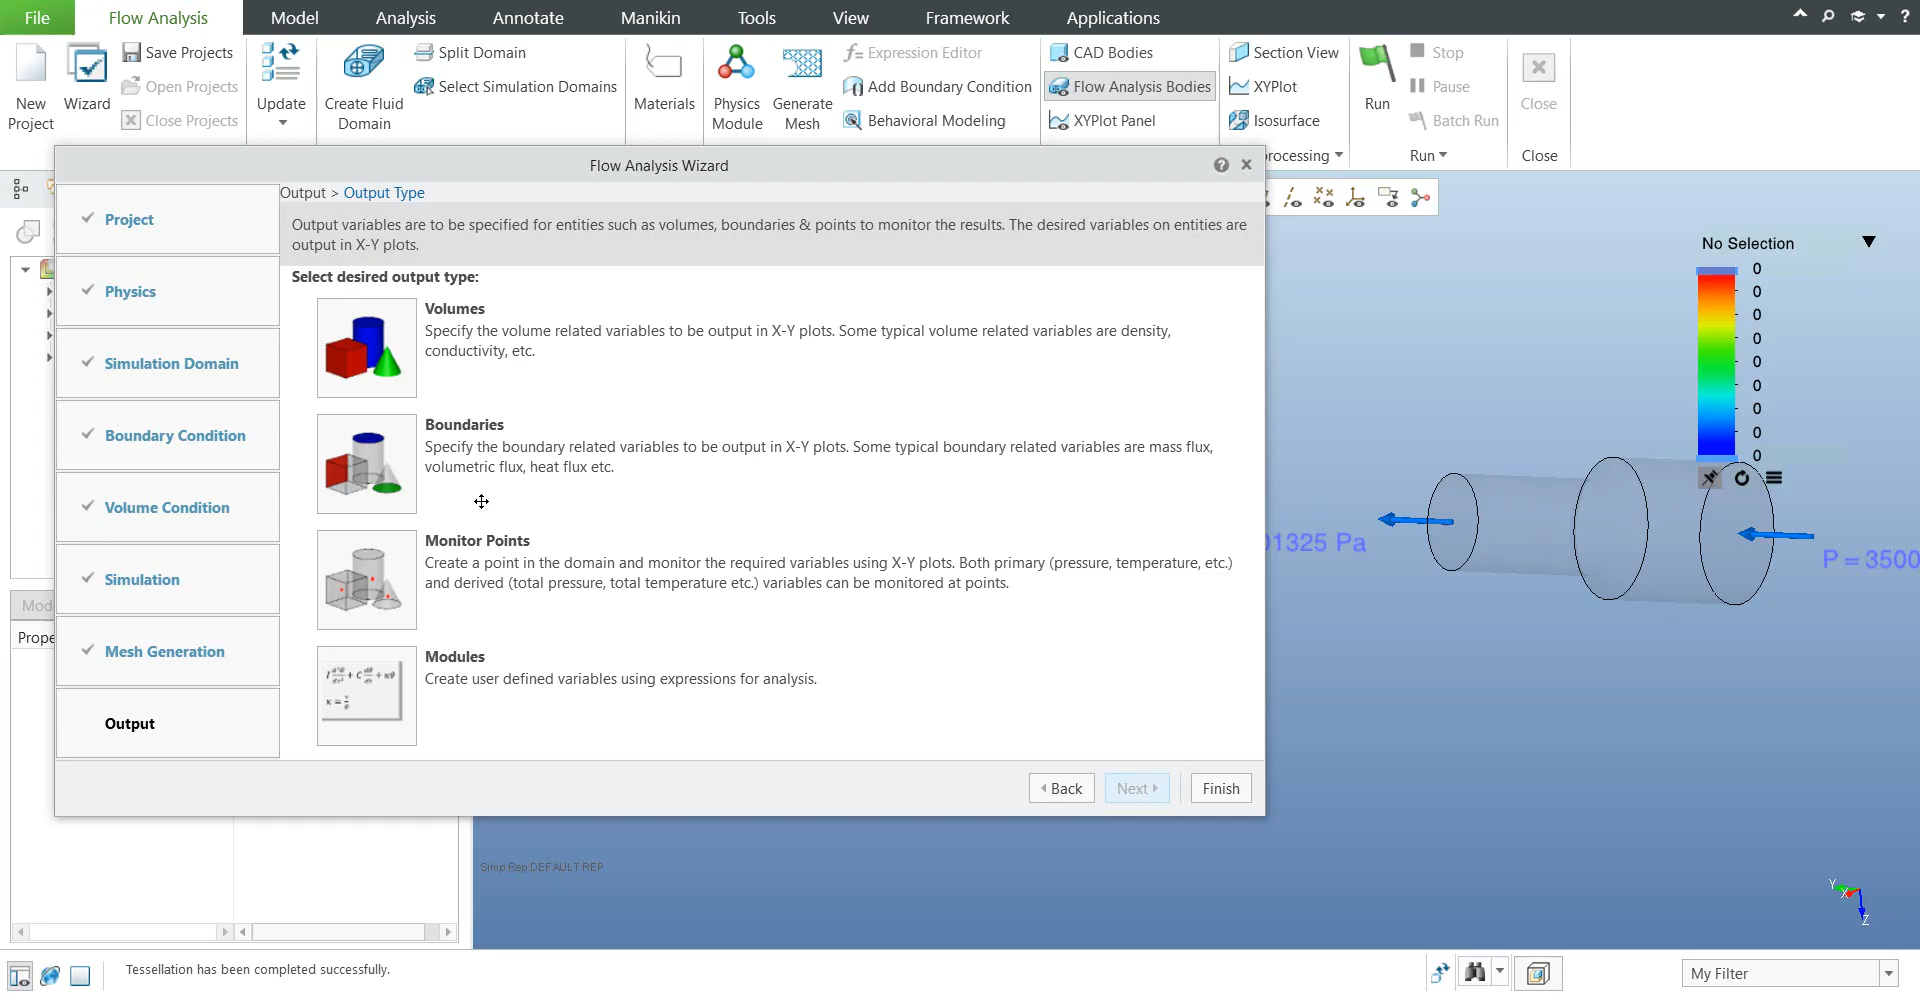 File Flow Analysis Model Analysis Annotate Manikin Tools View Framework Applications
New Project
Wizard
Save Projects
Open Projects
Close Projects
Update
Create Fluid Domain
Split Domain
Select Simulation Domains
Materials
Physics Module
Generate Mesh
Expression Editor
Add Boundary Condition
Behavioral Modeling
CAD Bodies
Flow Analysis Bodies
XYPlot Panel
Section View
XYPlot
Isosurface
rocessing
Run
Stop
Pause
Batch Run
Run
Close
Close
Flow Analysis Wizard
Project
Physics
Simulation Domain
Boundary Condition
Volume Condition
Simulation
Mesh Generation
Output
Output > Output Type
Output variables are to be specified for entities such as volumes, boundaries & points to monitor the results. The desired variables on entities are
output in X-Y plots.
Select desired output type:
Volumes
Specify the volume related variables to be output in X-Y plots. Some typical volume related variables are density,
conductivity, etc.
Boundaries
Specify the boundary related variables to be output in X-Y plots. Some typical boundary related variables are mass flux,
volumetric flux, heat flux etc.
Monitor Points
Create a point in the domain and monitor the required variables using X-Y plots. Both primary (pressure, temperature, etc.)
and derived (total pressure, total temperature etc.) variables can be monitored at points.
Modules
Create user defined variables using expressions for analysis.
Back Next Finish
Mode
Prope
No Selection
0
0
0
0
0
0
0
0
0
01325 Pa
P = 3500
Simp Rep:DEFAULT REP
Y
X
Z
Tessellation has been completed successfully.
My Filter